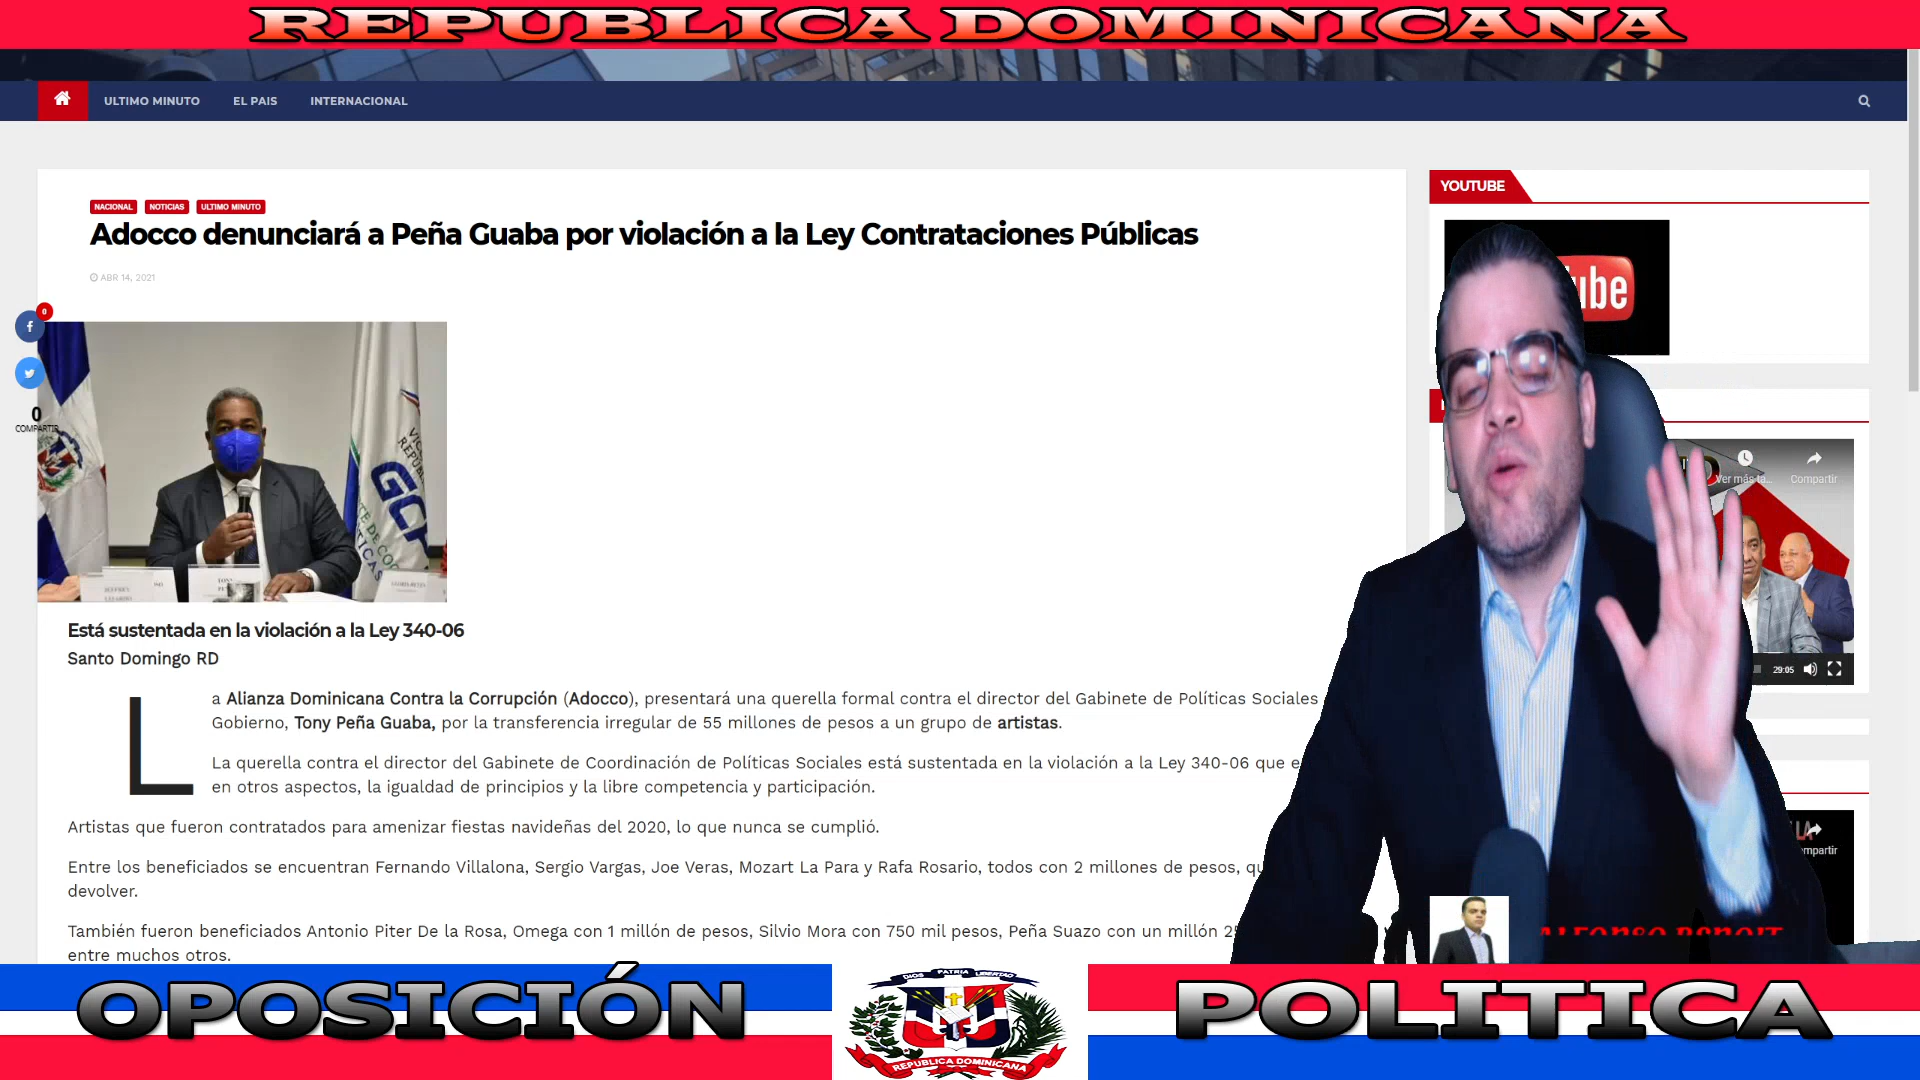 REPUBLICA DOMINICANA
ULTIMO MINUTO EL PAIS INTERNACIONAL
NACIONAL NOTICIAS ULTIMO MINUTO
Adocco denunciará a Peña Guaba por violación a la Ley Contrataciones Públicas
ABR 14, 2021
YOUTUBE
ube
0
0
COMPARTIR
Ver más ta...
Compartir
29:05
Está sustentada en la violación a la Ley 340-06
Santo Domingo RD
La Alianza Dominicana Contra la Corrupción (Adocco), presentará una querella formal contra el director del Gabinete de Políticas Sociales
Gobierno, Tony Peña Guaba, por la transferencia irregular de 55 millones de pesos a un grupo de artistas.
La querella contra el director del Gabinete de Coordinación de Políticas Sociales está sustentada en la violación a la Ley 340-06 que
en otros aspectos, la igualdad de principios y la libre competencia y participación.
Artistas que fueron contratados para amenizar fiestas navideñas del 2020, lo que nunca se cumplió.
Entre los beneficiados se encuentran Fernando Villalona, Sergio Vargas, Joe Veras, Mozart La Para y Rafa Rosario, todos con 2 millones de pesos,
devolver.
También fueron beneficiados Antonio Piter De la Rosa, Omega con 1 millón de pesos, Silvio Mora con 750 mil pesos, Peña Suazo con un millón
entre muchos otros.
mpartir
ALFONSO BENOIT
OPOSICIÓN POLITICA
DIOS PATRIA LIBERTAD
REPUBLICA DOMINICANA